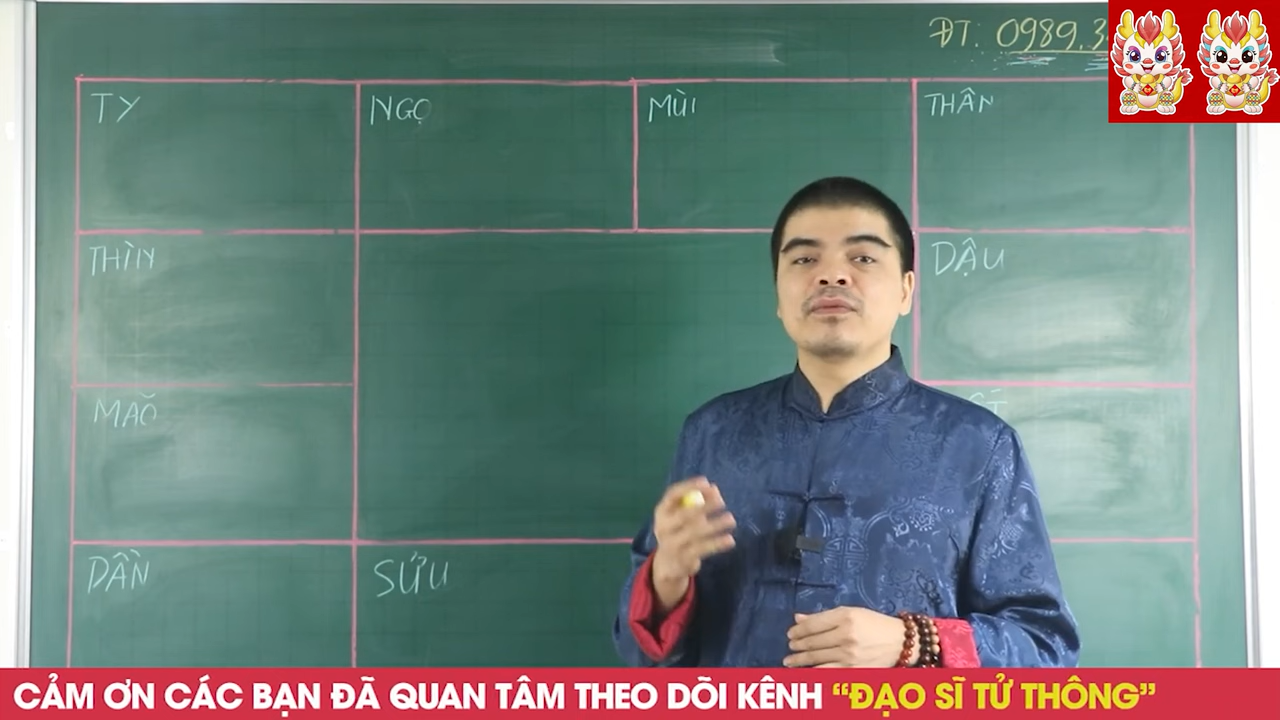 ĐT: 0989.3
TỴ NGỌ MÙI THÂN
THÌN DẬU
MÃO
DẦN SỬU
CẢM ƠN CÁC BẠN ĐÃ QUAN TÂM THEO DÕI KÊNH “ĐẠO SĨ TỬ THÔNG”